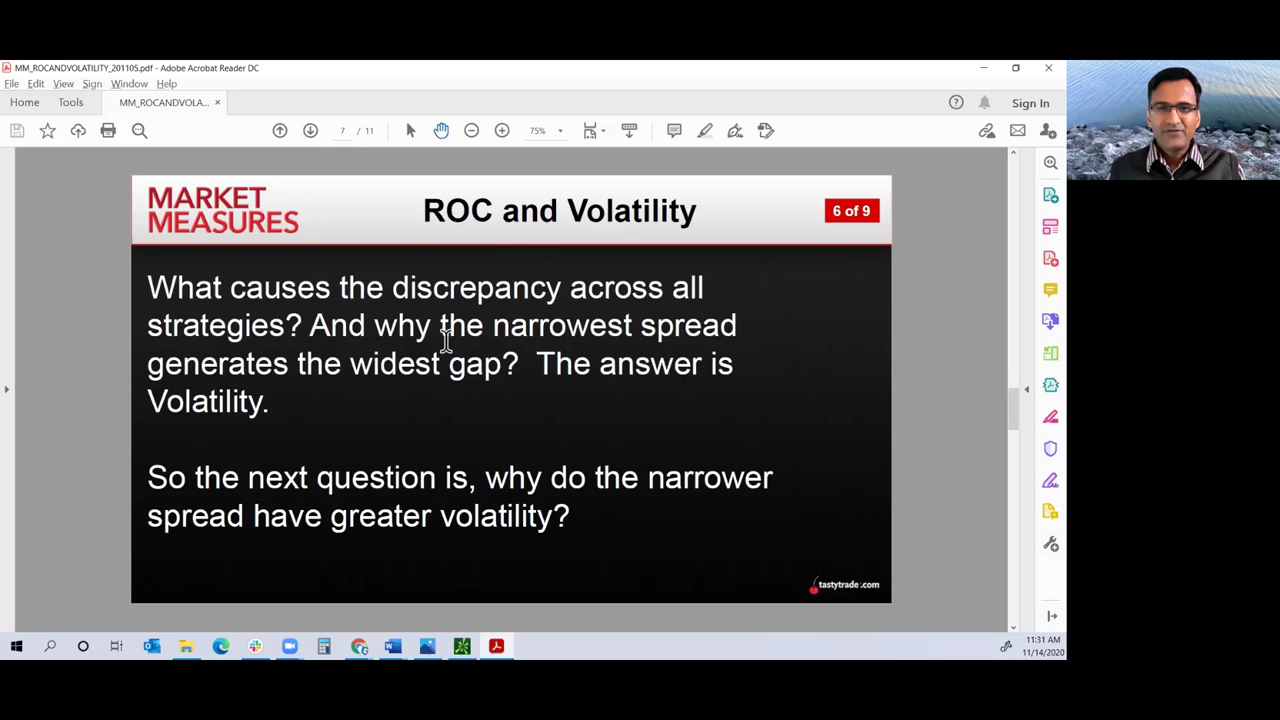 MM_ROCANDVOLATILITY_201105.pdf - Adobe Acrobat Reader DC
File Edit View Sign Window Help
Home Tools MM_ROCANDVOLA... ×
Sign In
7 / 11
75%
MARKET
MEASURES
ROC and Volatility
6 of 9
What causes the discrepancy across all
strategies? And why the narrowest spread
generates the widest gap? The answer is
Volatility.
So the next question is, why do the narrower
spread have greater volatility?
tastytrade.com
11:31 AM
11/14/2020